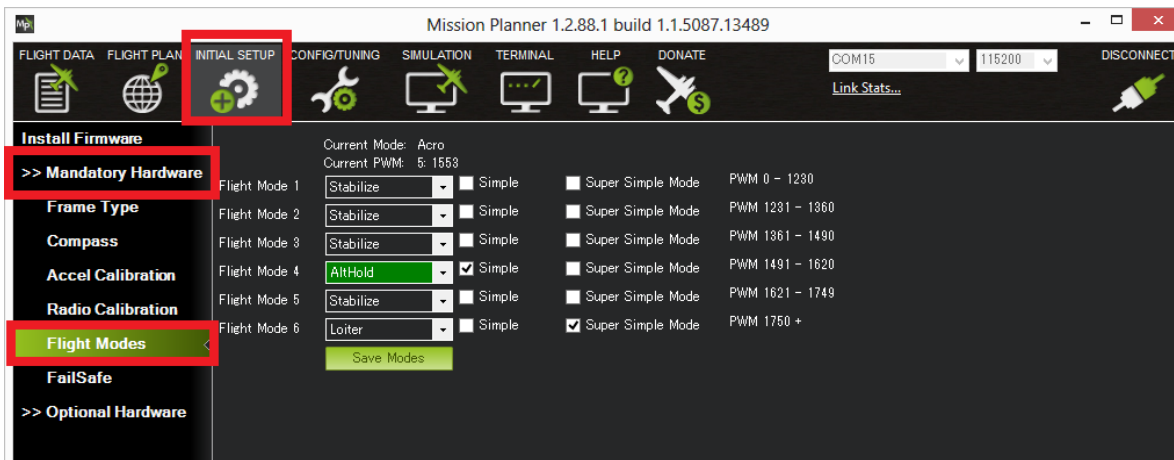 Mp
Mission Planner 1.2.88.1 build 1.1.5087.13489
FLIGHT DATA FLIGHT PLAN INITIAL SETUP CONFIG/TUNING SIMULATION TERMINAL HELP DONATE COM15 115200 DISCONNECT
Link Stats...
Install Firmware
>> Mandatory Hardware
Frame Type
Compass
Accel Calibration
Radio Calibration
Flight Modes
FailSafe
>> Optional Hardware
Current Mode: Acro
Current PWM: 5: 1553
Flight Mode 1 Stabilize Simple Super Simple Mode PWM 0 - 1230
Flight Mode 2 Stabilize Simple Super Simple Mode PWM 1231 - 1360
Flight Mode 3 Stabilize Simple Super Simple Mode PWM 1361 - 1490
Flight Mode 4 AltHold Simple Super Simple Mode PWM 1491 - 1620
Flight Mode 5 Stabilize Simple Super Simple Mode PWM 1621 - 1749
Flight Mode 6 Loiter Simple Super Simple Mode PWM 1750 +
Save Modes